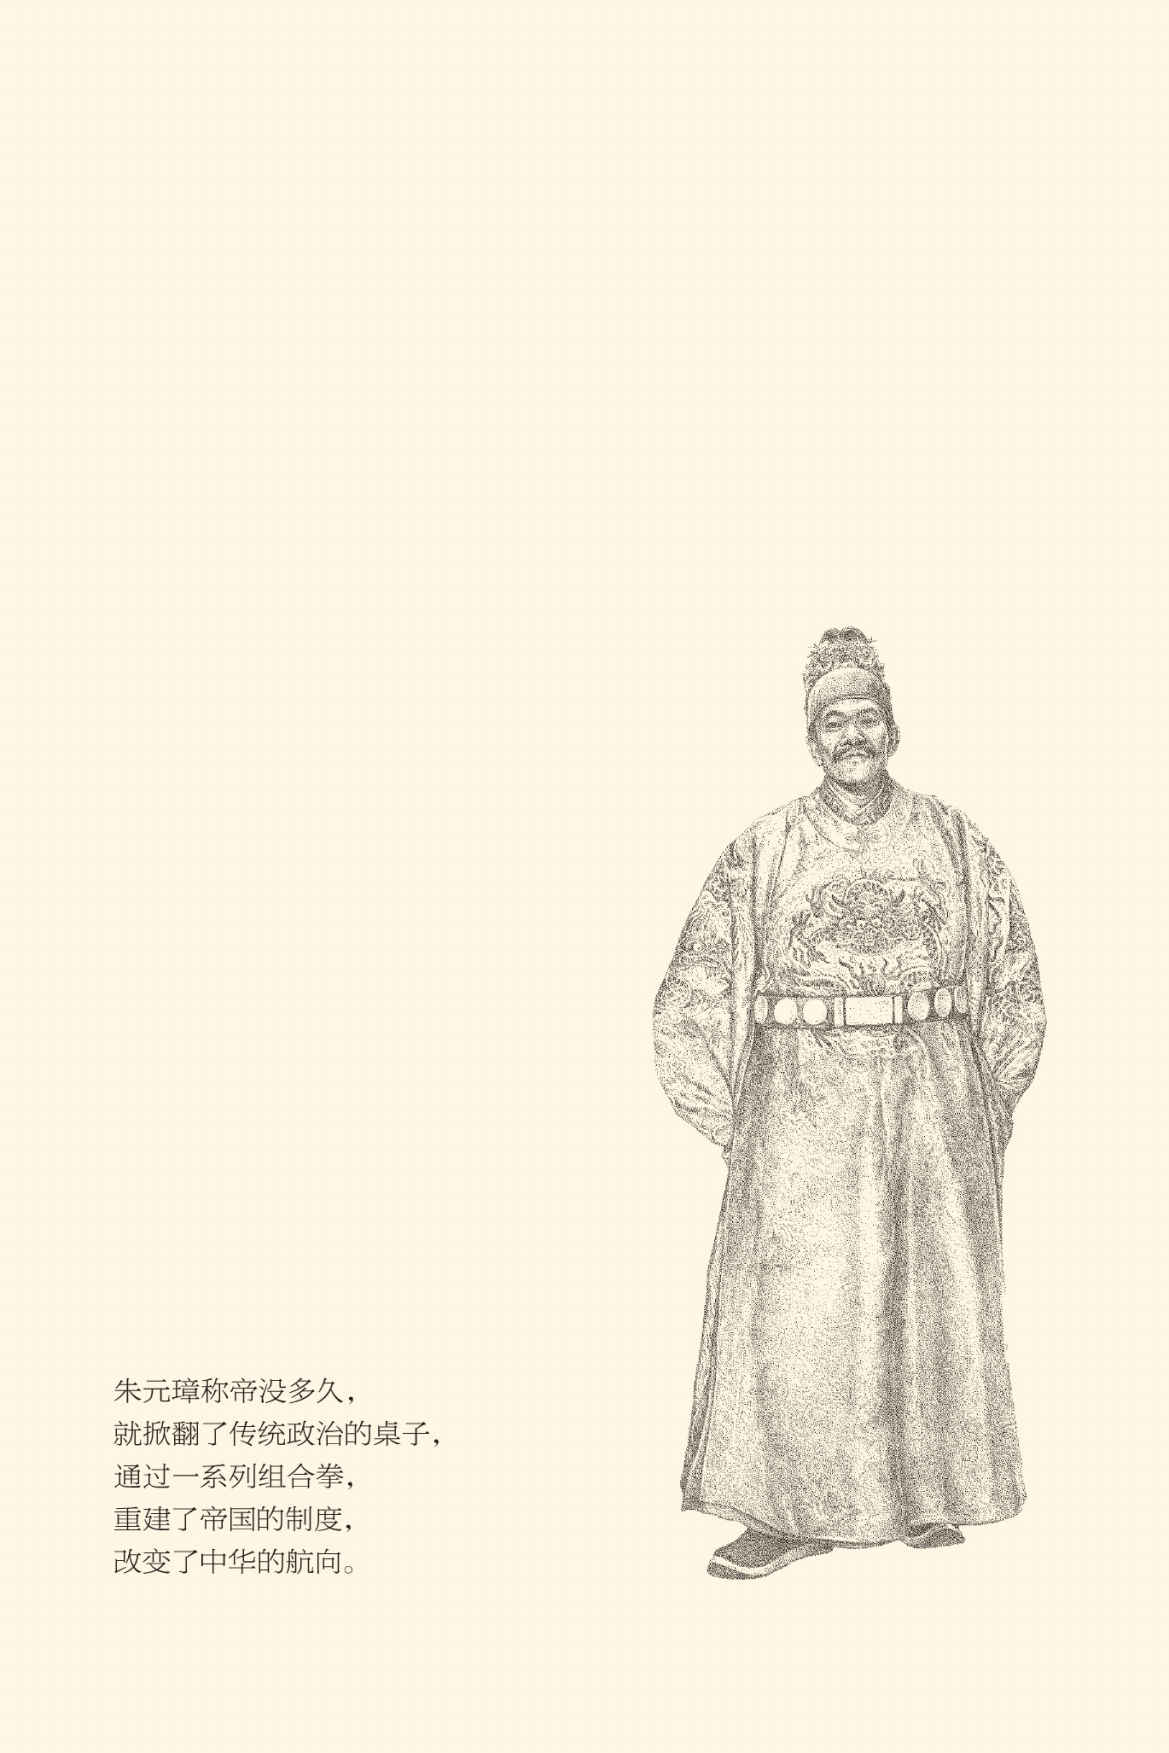 朱元璋称帝没多久，
就掀翻了传统政治的桌子，
通过一系列组合拳，
重建了帝国的制度，
改变了中华的航向。